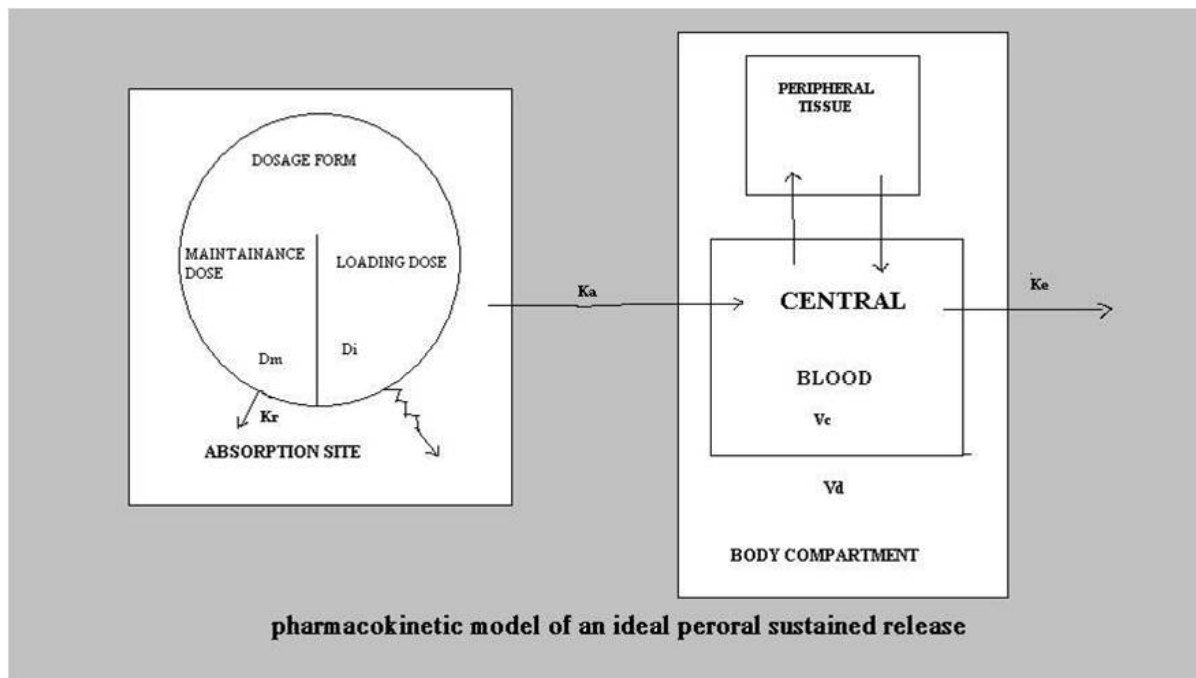 DOSAGE FORM
MAINTAINANCE
DOSE
LOADING DOSE
Dm
Di
Kr
ABSORPTION SITE
Ka
PERIPHERAL
TISSUE
CENTRAL
BLOOD
Vc
Vd
BODY COMPARTMENT
Ke
pharmacokinetic model of an ideal peroral sustained release